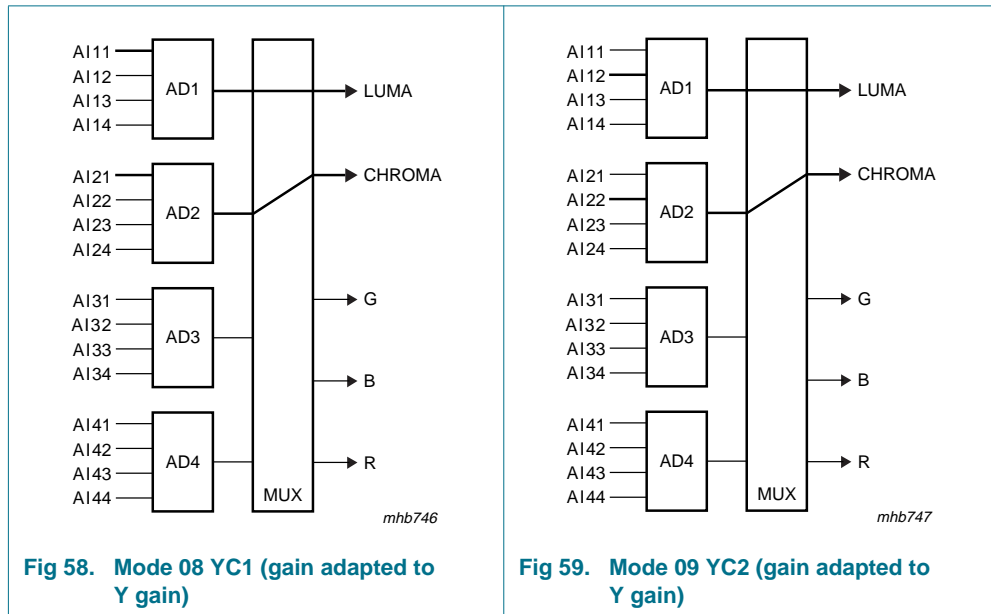 AI11
AI12
AI13
AI14
AD1
LUMA
AI21
AI22
AI23
AI24
AD2
CHROMA
AI31
AI32
AI33
AI34
AD3
G
B
AI41
AI42
AI43
AI44
AD4
R
MUX
mhb746
Fig 58. Mode 08 YC1 (gain adapted to
Y gain)
AI11
AI12
AI13
AI14
AD1
LUMA
AI21
AI22
AI23
AI24
AD2
CHROMA
AI31
AI32
AI33
AI34
AD3
G
B
AI41
AI42
AI43
AI44
AD4
R
MUX
mhb747
Fig 59. Mode 09 YC2 (gain adapted to
Y gain)